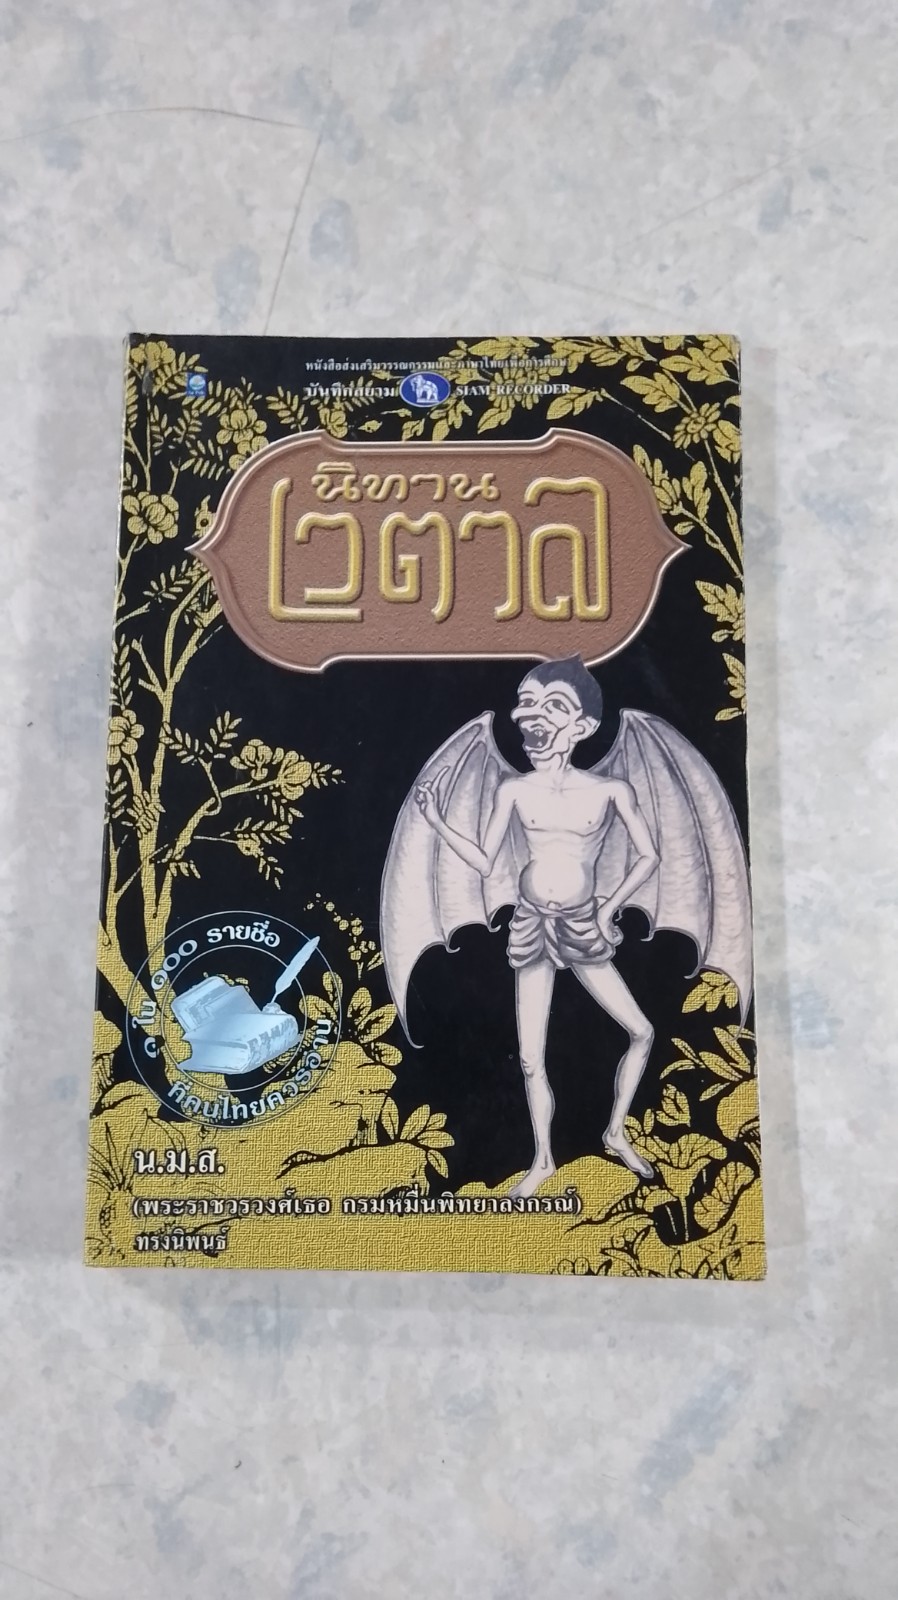 หนังสือส่งเสริมวรรณกรรมและภาษาไทยเพื่อการศึกษา
บันทึกสยาม SIAM RECORDER
นิทาน
เวตาล
๑ ใน ๑๐๐ รายชื่อ
ที่คนไทยควรอ่าน
น.ม.ส.
(พระราชวรวงศ์เธอ กรมหมื่นพิทยาลงกรณ์)
ทรงนิพนธ์